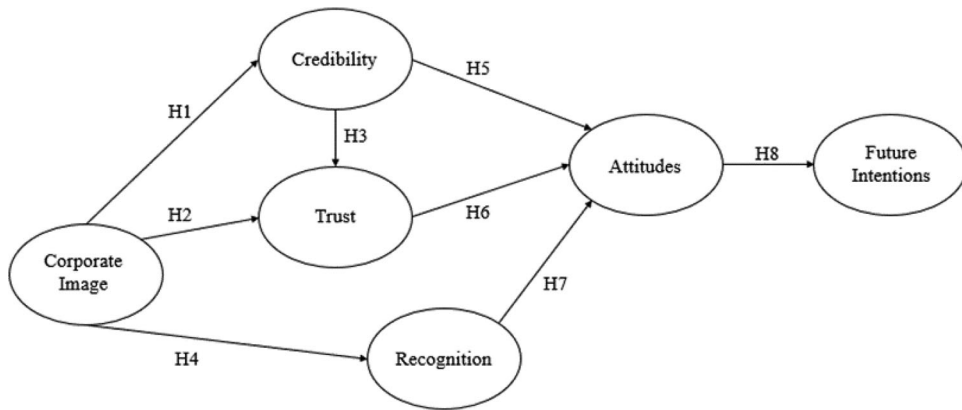 Credibility
H5
H1
H3
Attitudes
H8
Future
Intentions
H2
Trust
H6
Corporate
Image
H7
H4
Recognition